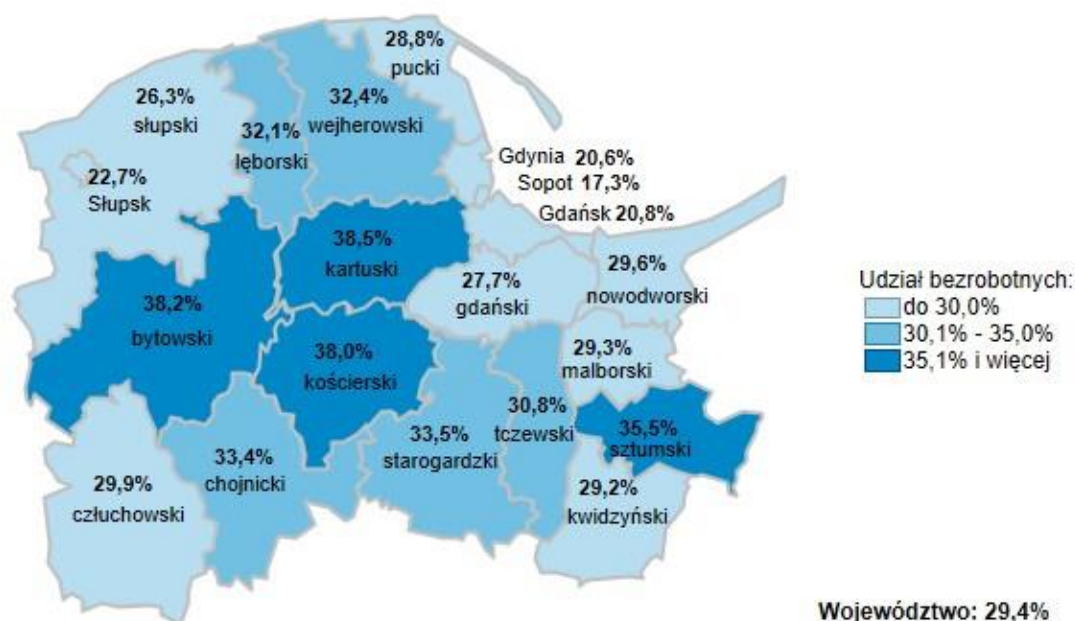 28,8%
pucki
26,3%
słupski
32,4%
wejherowski
32,1%
lęborski
Gdynia 20,6%
Sopot 17,3%
Gdańsk 20,8%
22,7%
Słupsk
38,5%
kartuski
27,7%
gdański
29,6%
nowodworski
38,2%
bytowski
38,0%
kościerski
29,3%
malborski
30,8%
tczewski
35,5%
sztumski
33,5%
starogardzki
33,4%
chojnicki
29,9%
człuchowski
29,2%
kwidzyński
Udział bezrobotnych:
do 30,0%
30,1% - 35,0%
35,1% i więcej
Województwo: 29,4%